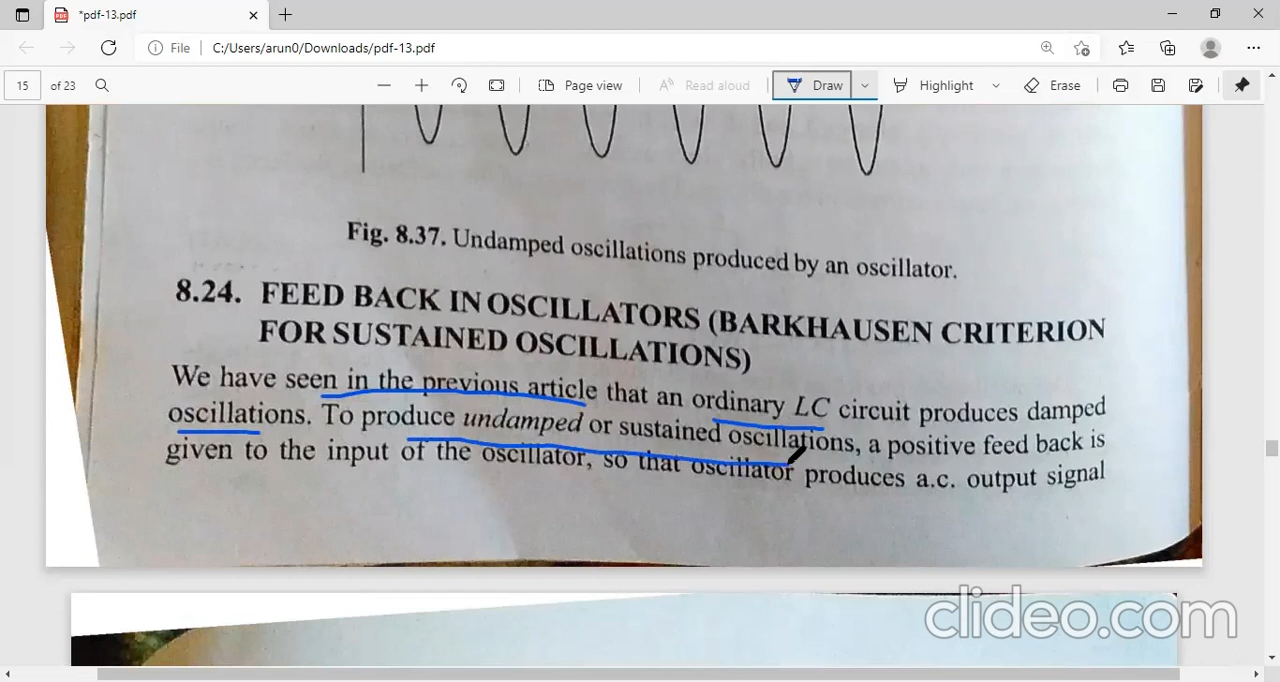 *pdf-13.pdf
File C:/Users/arun0/Downloads/pdf-13.pdf
15 of 23 Page view Read aloud Draw Highlight Erase
Fig. 8.37. Undamped oscillations produced by an oscillator.
8.24. FEED BACK IN OSCILLATORS (BARKHAUSEN CRITERION
FOR SUSTAINED OSCILLATIONS)
We have seen in the previous article that an ordinary LC circuit produces damped
oscillations. To produce undamped or sustained oscillations, a positive feed back is
given to the input of the oscillator, so that oscillator produces a.c. output signal
clideo.com